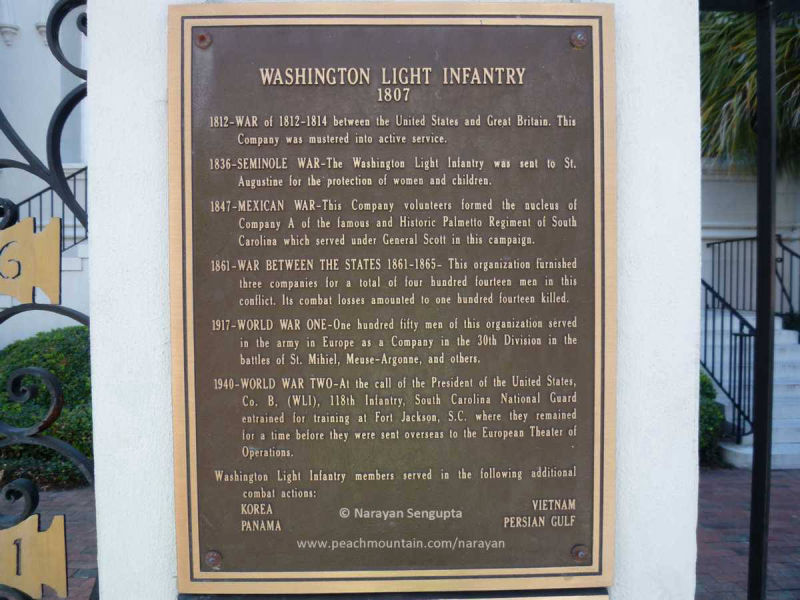 WASHINGTON LIGHT INFANTRY
1807
1812-WAR of 1812-1814 between the United States and Great Britain. This
Company was mustered into active service.
1836-SEMINOLE WAR-The Washington Light Infantry was sent to St.
Augustine for the protection of women and children.
1847-MEXICAN WAR-This Company volunteers formed the nucleus of
Company A of the famous and Historic Palmetto Regiment of South
Carolina which served under General Scott in this campaign.
1861-WAR BETWEEN THE STATES 1861-1865- This organization furnished
three companies for a total of four hundred fourteen men in this
conflict. Its combat losses amounted to one hundred fourteen killed.
1917-WORLD WAR ONE-One hundred fifty men of this organization served
in the army in Europe as a Company in the 30th Division in the
battles of St. Mihiel, Meuse-Argonne, and others.
1940-WORLD WAR TWO-At the call of the President of the United States,
Co. B. (WLI), 118th Infantry, South Carolina National Guard
entrained for training at Fort Jackson, S.C. where they remained
for a time before they were sent overseas to the European Theater of
Operations.
Washington Light Infantry members served in the following additional
combat actions:
KOREA VIETNAM
PANAMA PERSIAN GULF
© Narayan Sengupta
www.peachmountain.com/narayan
6
1